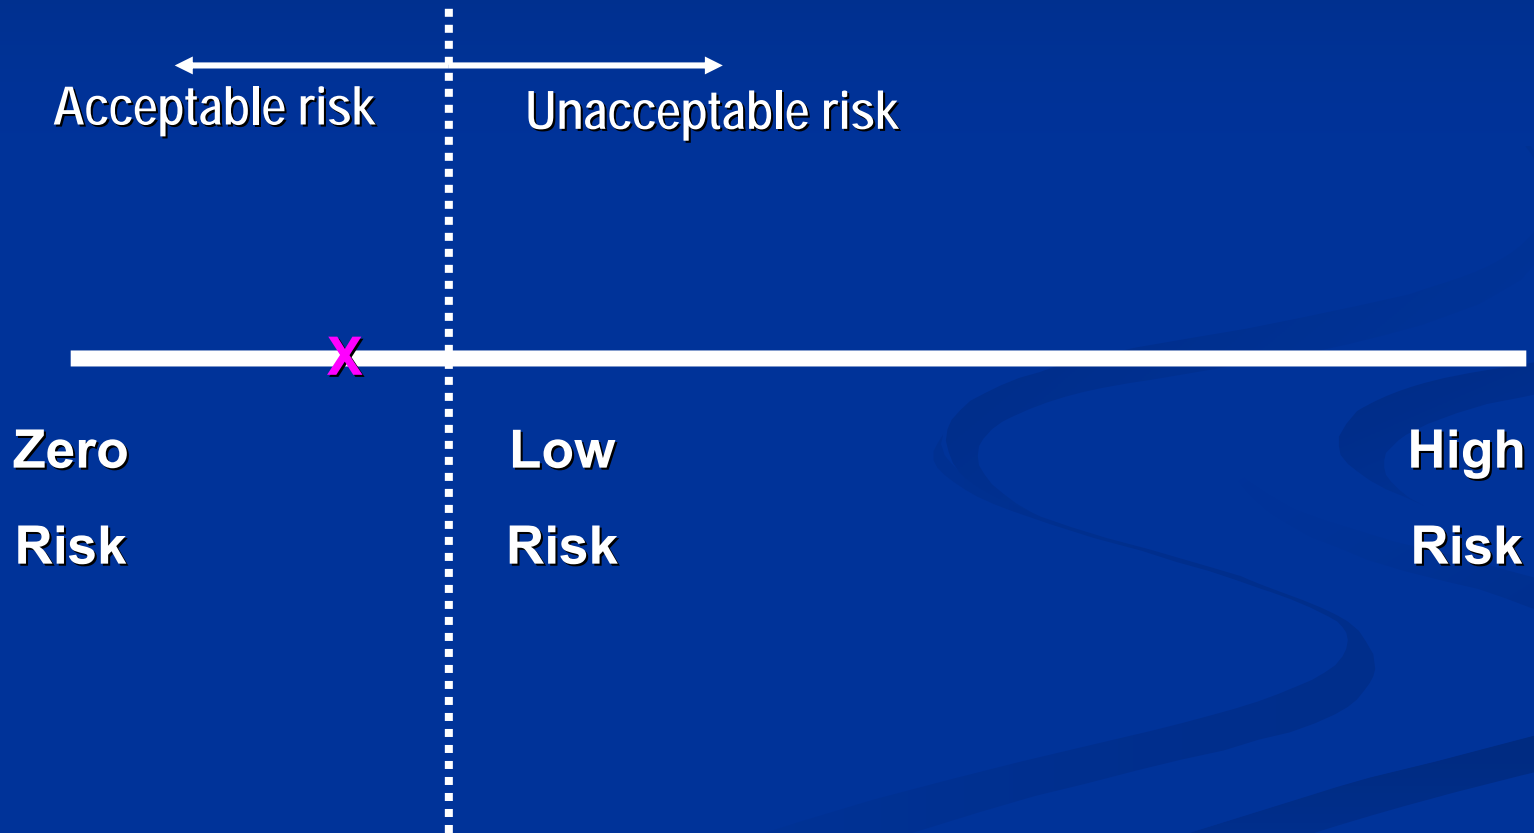 Acceptable risk
Unacceptable risk
X
Zero Low High
Risk Risk Risk